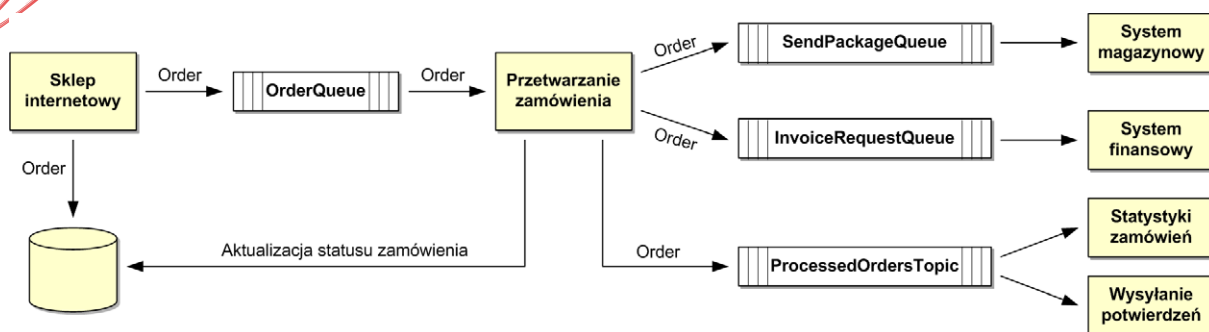 Sklep
internetowy
Order
OrderQueue
Order
Przetwarzanie
zamówienia
Order
SendPackageQueue
System
magazynowy
Order
InvoiceRequestQueue
System
finansowy
Order
Aktualizacja statusu zamówienia
Order
ProcessedOrdersTopic
Statystyki
zamówień
Wysyłanie
potwierdzeń